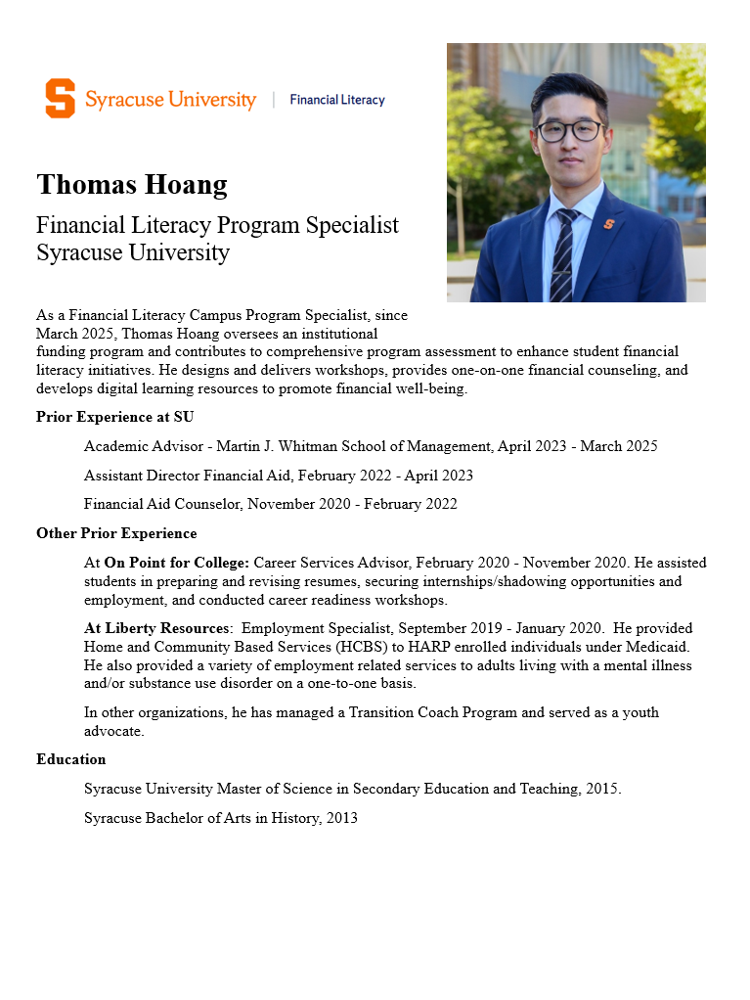 S Syracuse University | Financial Literacy
Thomas Hoang
Financial Literacy Program Specialist
Syracuse University
As a Financial Literacy Campus Program Specialist, since
March 2025, Thomas Hoang oversees an institutional
funding program and contributes to comprehensive program assessment to enhance student financial
literacy initiatives. He designs and delivers workshops, provides one-on-one financial counseling, and
develops digital learning resources to promote financial well-being.
Prior Experience at SU
Academic Advisor - Martin J. Whitman School of Management, April 2023 - March 2025
Assistant Director Financial Aid, February 2022 - April 2023
Financial Aid Counselor, November 2020 - February 2022
Other Prior Experience
At On Point for College: Career Services Advisor, February 2020 - November 2020. He assisted
students in preparing and revising resumes, securing internships/shadowing opportunities and
employment, and conducted career readiness workshops.
At Liberty Resources:  Employment Specialist, September 2019 - January 2020.  He provided
Home and Community Based Services (HCBS) to HARP enrolled individuals under Medicaid.
He also provided a variety of employment related services to adults living with a mental illness
and/or substance use disorder on a one-to-one basis.
In other organizations, he has managed a Transition Coach Program and served as a youth
advocate.
Education
Syracuse University Master of Science in Secondary Education and Teaching, 2015.
Syracuse Bachelor of Arts in History, 2013